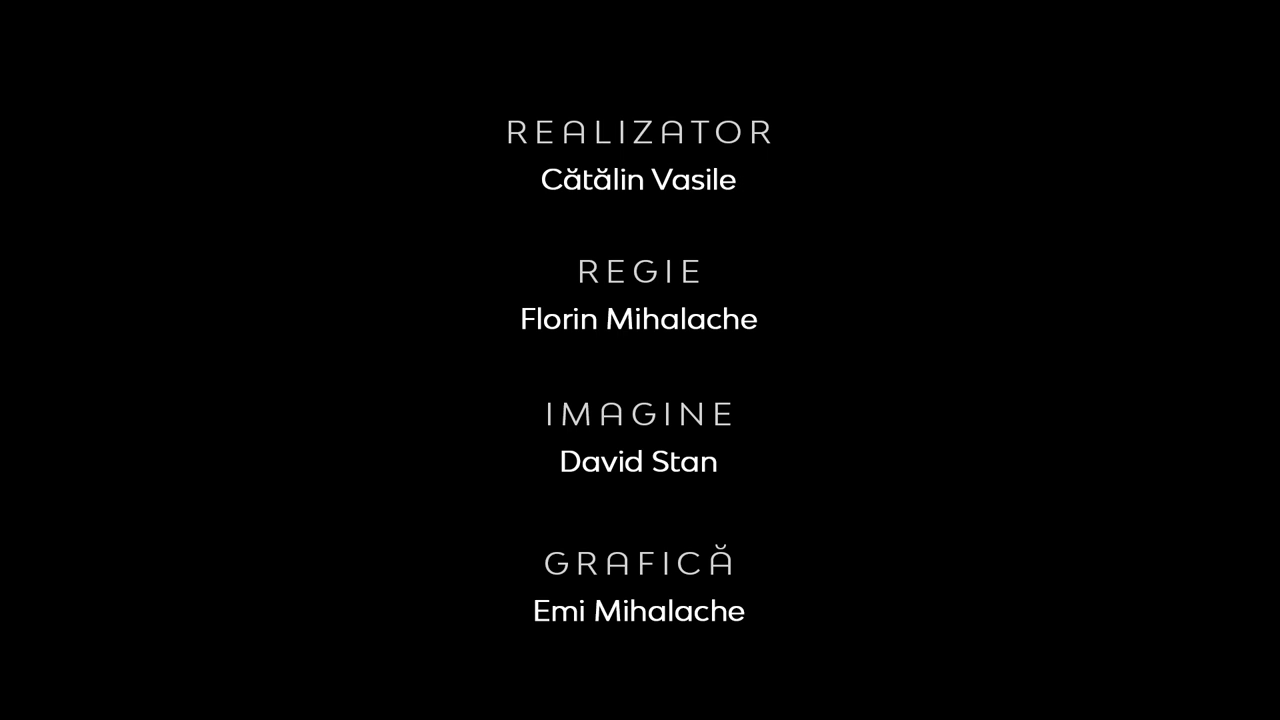 REALIZATOR
Cătălin Vasile
REGIE
Florin Mihalache
IMAGINE
David Stan
GRAFICĂ
Emi Mihalache